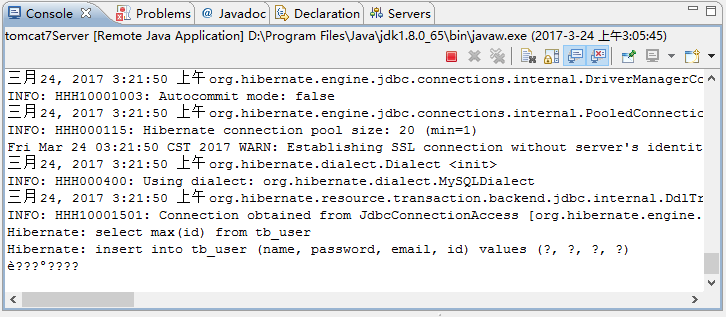 Console Problems @ Javadoc Declaration Servers
tomcat7Server [Remote Java Application] D:\Program Files\Java\jdk1.8.0_65\bin\javaw.exe (2017-3-24 上午3:05:45)
三月 24, 2017 3:21:50 上午 org.hibernate.engine.jdbc.connections.internal.DriverManagerCo
INFO: HHH10001003: Autocommit mode: false
三月 24, 2017 3:21:50 上午 org.hibernate.engine.jdbc.connections.internal.PooledConnectio
INFO: HHH000115: Hibernate connection pool size: 20 (min=1)
Fri Mar 24 03:21:50 CST 2017 WARN: Establishing SSL connection without server's identit
三月 24, 2017 3:21:50 上午 org.hibernate.dialect.Dialect <init>
INFO: HHH000400: Using dialect: org.hibernate.dialect.MySQLDialect
三月 24, 2017 3:21:50 上午 org.hibernate.resource.transaction.backend.jdbc.internal.DdlTr
INFO: HHH10001501: Connection obtained from JdbcConnectionAccess [org.hibernate.engine.
Hibernate: select max(id) from tb_user
Hibernate: insert into tb_user (name, password, email, id) values (?, ?, ?, ?)
è???°????